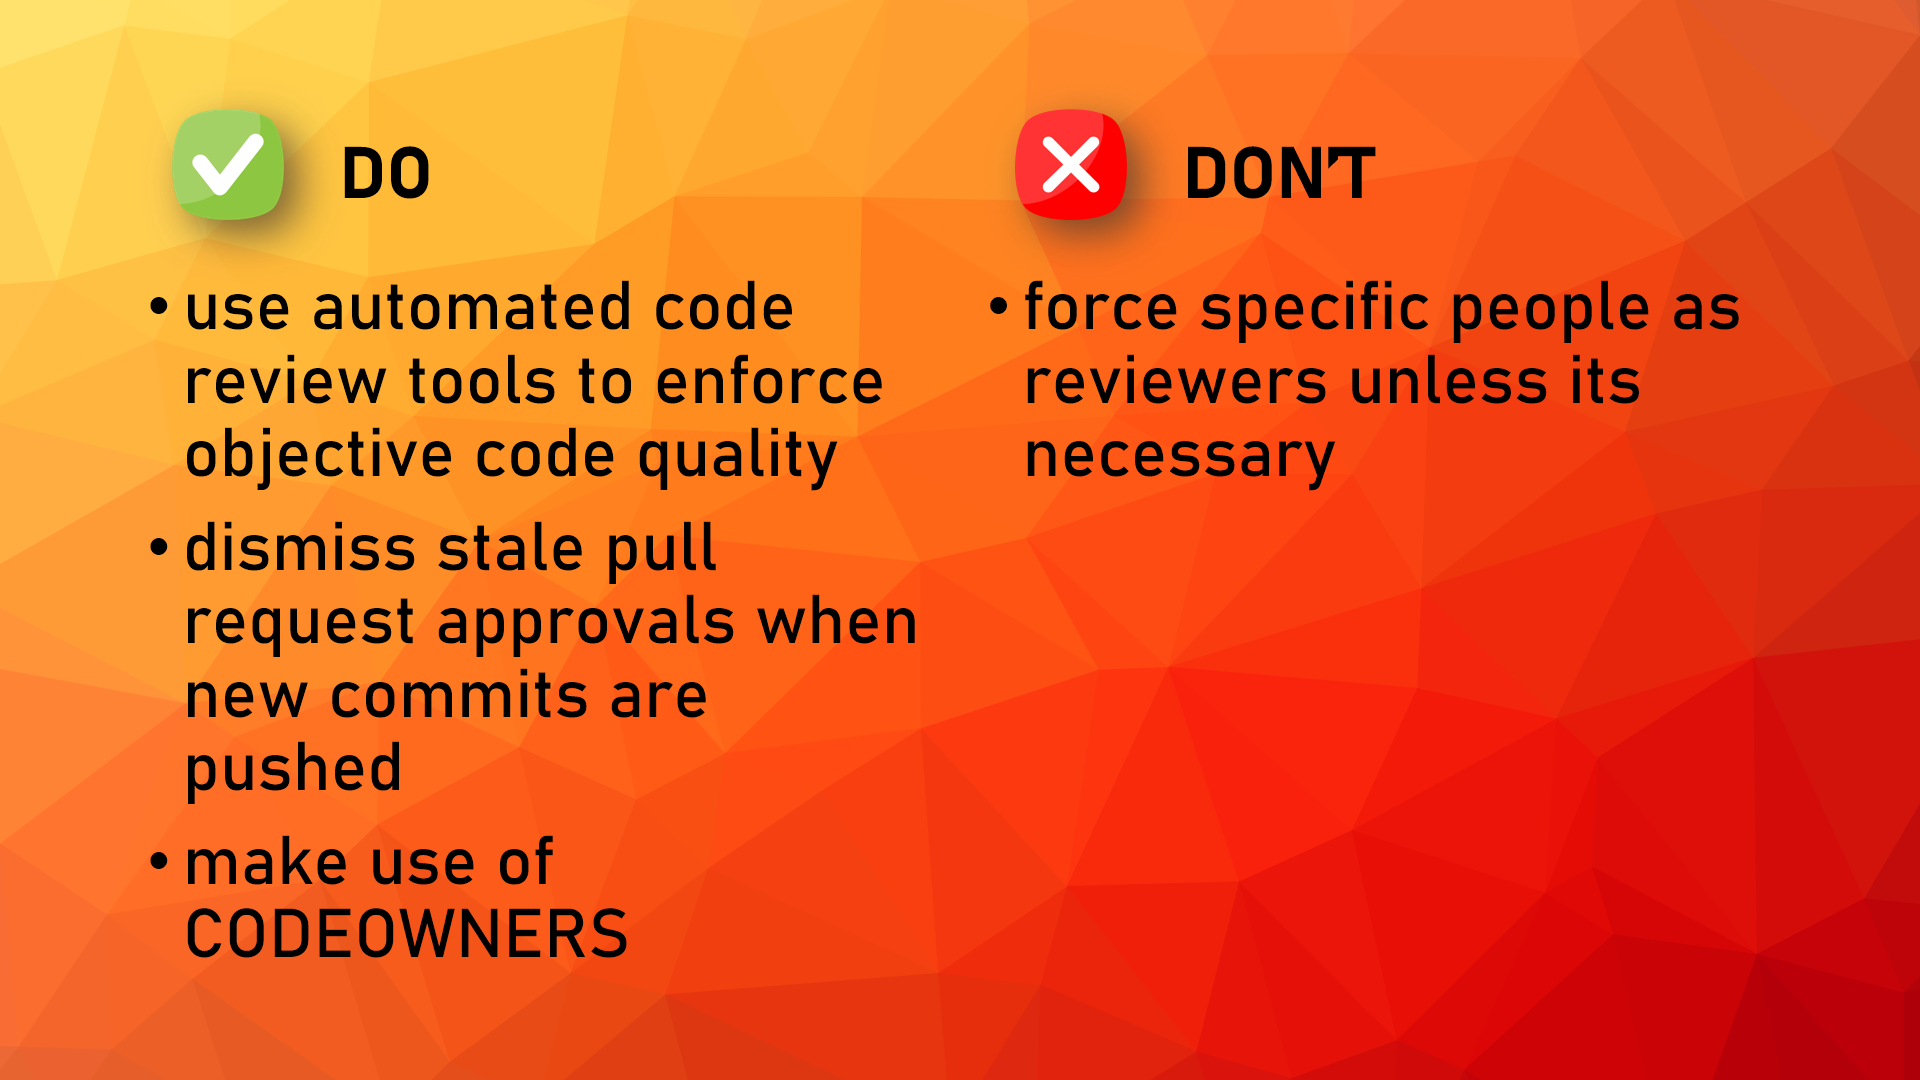 DO
• use automated code
review tools to enforce
objective code quality
• dismiss stale pull
request approvals when
new commits are
pushed
• make use of
CODEOWNERS
DON'T
• force specific people as
reviewers unless its
necessary